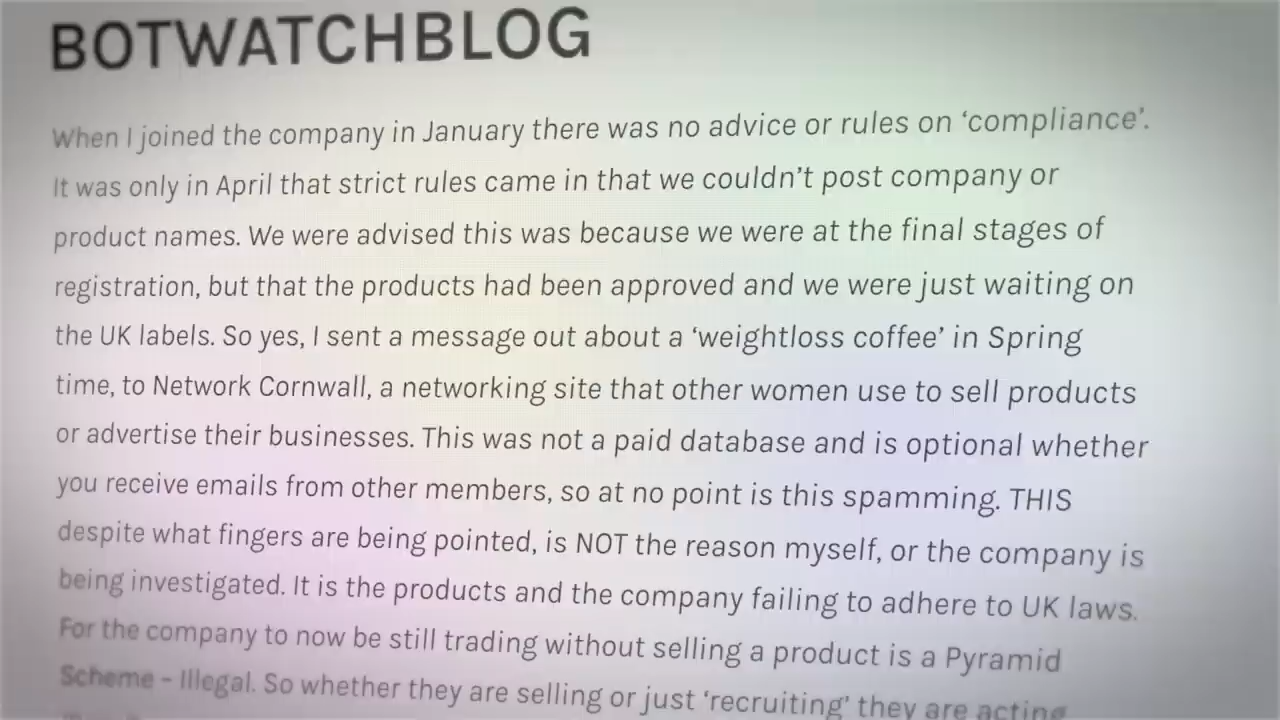 BOTWATCHBLOG
When I joined the company in January there was no advice or rules on ‘compliance’.
It was only in April that strict rules came in that we couldn’t post company or
product names. We were advised this was because we were at the final stages of
registration, but that the products had been approved and we were just waiting on
the UK labels. So yes, I sent a message out about a ‘weightloss coffee’ in Spring
time, to Network Cornwall, a networking site that other women use to sell products
or advertise their businesses. This was not a paid database and is optional whether
you receive emails from other members, so at no point is this spamming. THIS
despite what fingers are being pointed, is NOT the reason myself, or the company is
being investigated. It is the products and the company failing to adhere to UK laws.
For the company to now be still trading without selling a product is a Pyramid
Scheme – Illegal. So whether they are selling or just ‘recruiting’ they are acting